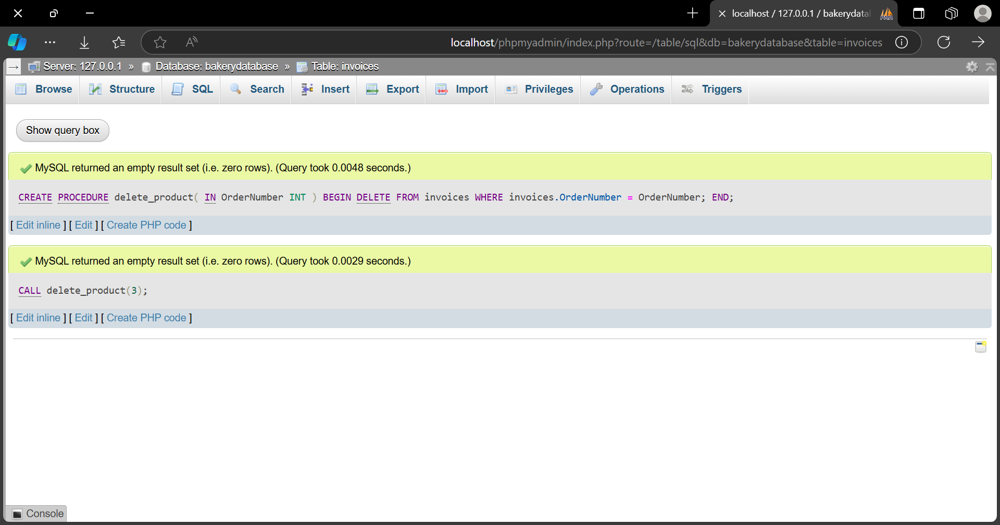 localhost / 127.0.0.1 / bakerydata
localhost/phpmyadmin/index.php?route=/table/sql&db=bakerydatabase&table=invoices
Server: 127.0.0.1 » Database: bakerydatabase » Table: invoices
Browse Structure SQL Search Insert Export Import Privileges Operations Triggers
Show query box
MySQL returned an empty result set (i.e. zero rows). (Query took 0.0048 seconds.)
CREATE PROCEDURE delete_product( IN OrderNumber INT ) BEGIN DELETE FROM invoices WHERE invoices.OrderNumber = OrderNumber; END;
[ Edit inline ] [ Edit ] [ Create PHP code ]
MySQL returned an empty result set (i.e. zero rows). (Query took 0.0029 seconds.)
CALL delete_product(3);
[ Edit inline ] [ Edit ] [ Create PHP code ]
Console